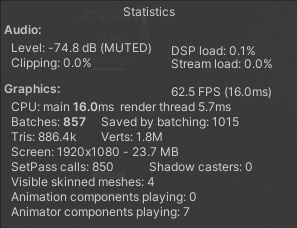 Statistics
Audio:
Level: -74.8 dB (MUTED) DSP load: 0.1%
Clipping: 0.0% Stream load: 0.0%
Graphics: 62.5 FPS (16.0ms)
CPU: main 16.0ms render thread 5.7ms
Batches: 857 Saved by batching: 1015
Tris: 886.4k Verts: 1.8M
Screen: 1920x1080 - 23.7 MB
SetPass calls: 850 Shadow casters: 0
Visible skinned meshes: 4
Animation components playing: 0
Animator components playing: 7